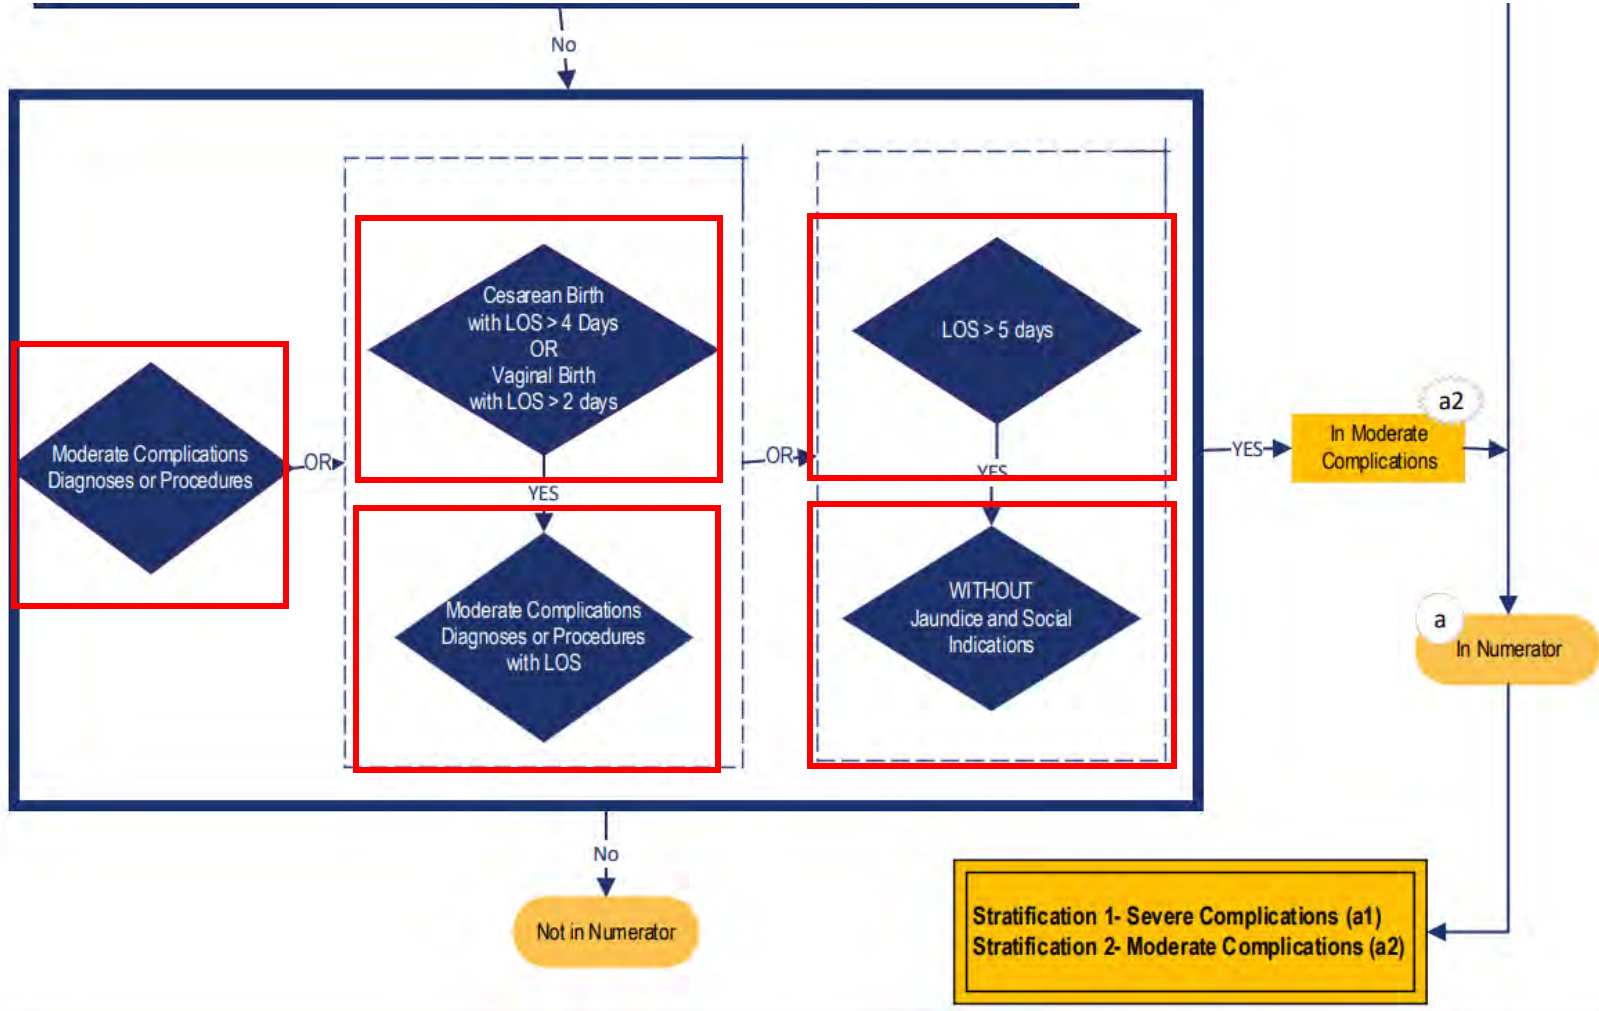 No
Cesarean Birth
with LOS > 4 Days
OR
Vaginal Birth
with LOS > 2 days
LOS > 5 days
Moderate Complications
Diagnoses or Procedures
OR
OR
YES
YES
YES
a2
In Moderate
Complications
Moderate Complications
Diagnoses or Procedures
with LOS
WITHOUT
Jaundice and Social
Indications
a
In Numerator
No
Not in Numerator
Stratification 1- Severe Complications (a1)
Stratification 2- Moderate Complications (a2)